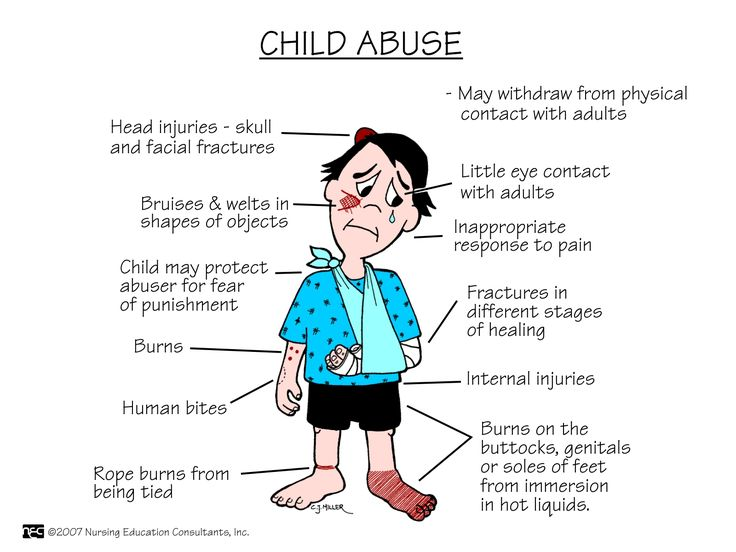 CHILD ABUSE
- May withdraw from physical
contact with adults
Head injuries - skull
and facial fractures
Little eye contact
with adults
Bruises & welts in
shapes of objects
Inappropriate
response to pain
Child may protect
abuser for fear
of punishment
Fractures in
different stages
of healing
Burns
Internal injuries
Human bites
Burns on the
buttocks, genitals
or soles of feet
from immersion
in hot liquids.
Rope burns from
being tied
C.J. MILLER
NEC ©2007 Nursing Education Consultants, Inc.